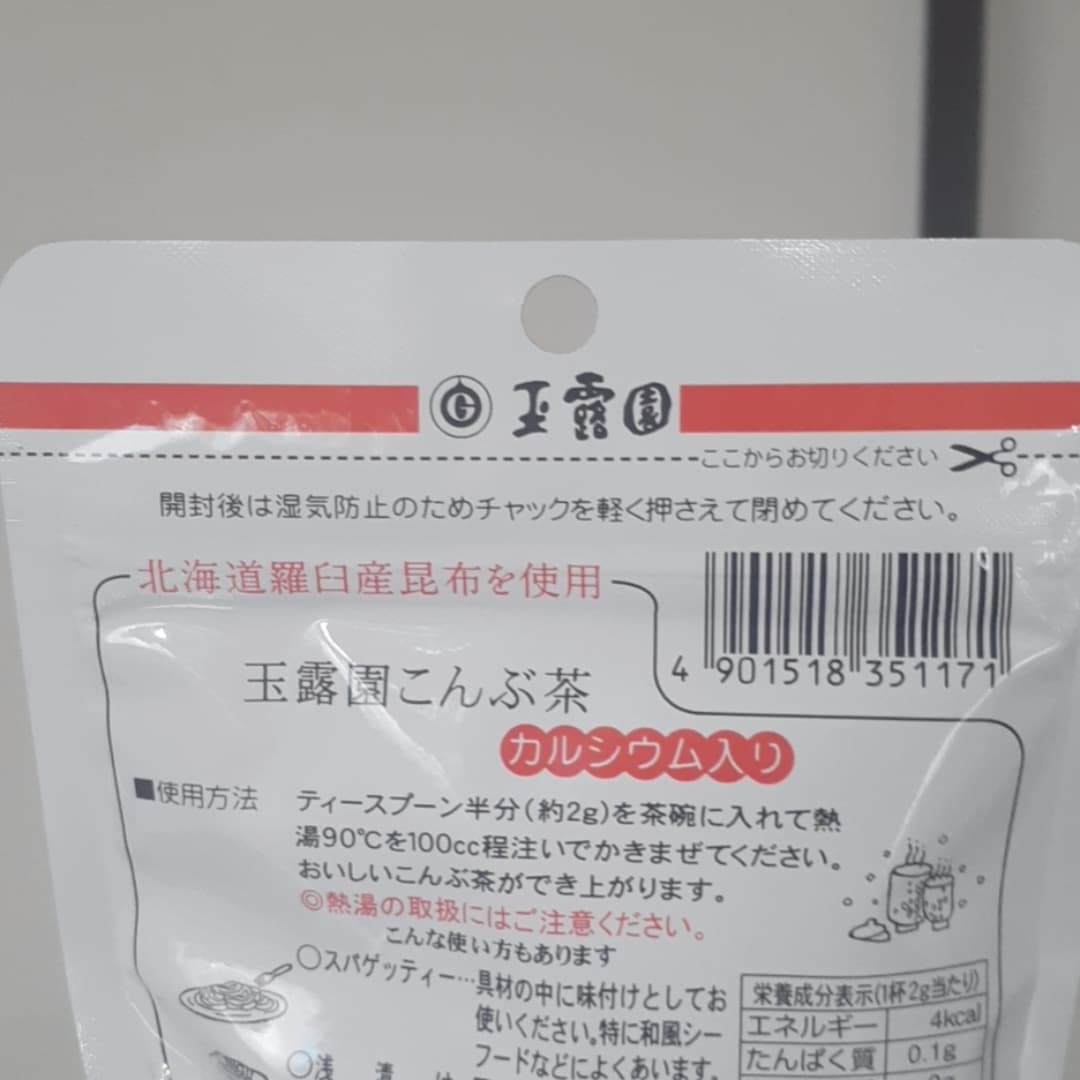 玉露園
ここからお切りください
開封後は湿気防止のためチャックを軽く押さえて閉めてください。
北海道羅臼産昆布を使用
4 901518 351171
玉露園こんぶ茶
カルシウム入り
■使用方法
ティースプーン半分(約2g)を茶碗に入れて熱
湯90℃を100cc程注いでかきまぜてください。
おいしいこんぶ茶ができ上がります。
◎熱湯の取扱にはご注意ください。
こんな使い方もあります
○スパゲッティー…具材の中に味付けとしてお
使いください。特に和風シー
フードなどによくあいます。
○浅漬け
栄養成分表示(1杯2g当たり)
エネルギー 4kcal
たんぱく質 0.1g